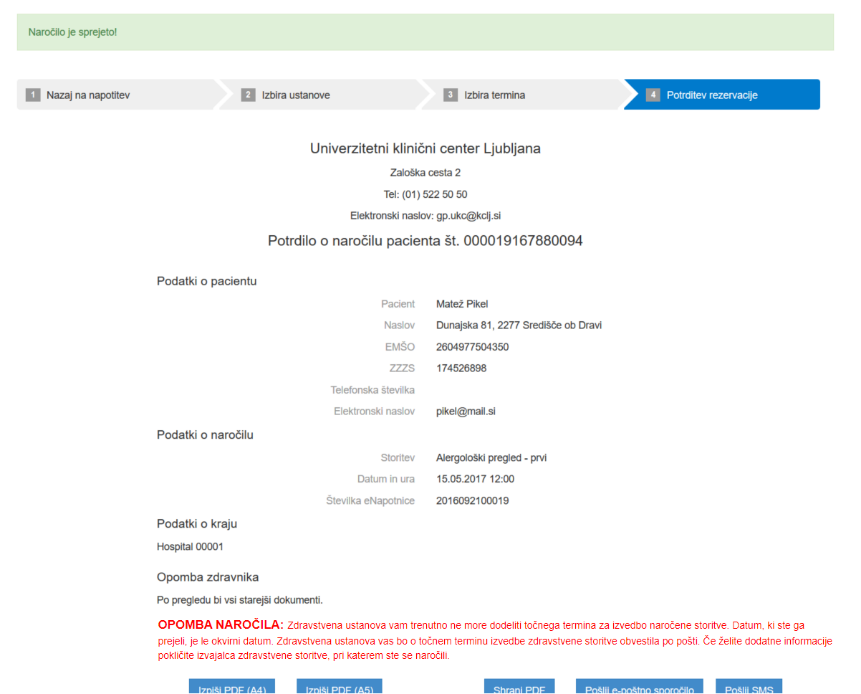 Naročilo je sprejeto!
1 Nazaj na napotitev
2 Izbira ustanove
3 Izbira termina
4 Potrditev rezervacije
Univerzitetni klinični center Ljubljana
Zaloška cesta 2
Tel: (01) 522 50 50
Elektronski naslov: gp.ukc@kclj.si
Potrdilo o naročilu pacienta št. 000019167880094
Podatki o pacientu
Pacient Matež Pikel
Naslov Dunajska 81, 2277 Središče ob Dravi
EMŠO 2604977504350
ZZZS 174526898
Telefonska številka
Elektronski naslov pikel@mail.si
Podatki o naročilu
Storitev Alergološki pregled - prvi
Datum in ura 15.05.2017 12:00
Številka eNapotnice 2016092100019
Podatki o kraju
Hospital 00001
Opomba zdravnika
Po pregledu bi vsi starejši dokumenti.
OPOMBA NAROČILA: Zdravstvena ustanova vam trenutno ne more dodeliti točnega termina za izvedbo naročene storitve. Datum, ki ste ga
prejeli, je le okvirni datum. Zdravstvena ustanova vas bo o točnem terminu izvedbe zdravstvene storitve obvestila po pošti. Če želite dodatne informacije
pokličite izvajalca zdravstvene storitve, pri katerem ste se naročili.
Izpiši PDF (A4) Izpiši PDF (A5) Shrani PDF Pošlji e-poštno sporočilo Pošlji SMS